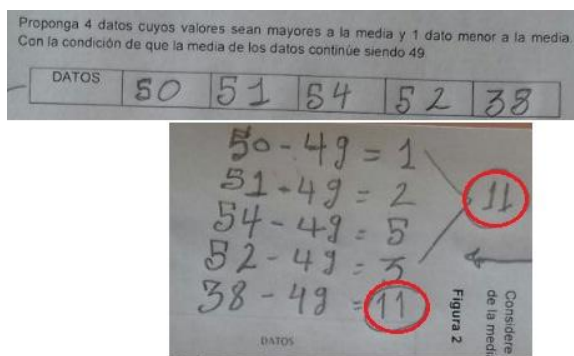 Proponga 4 datos cuyos valores sean mayores a la media y 1 dato menor a la media.
Con la condición de que la media de los datos continúe siendo 49.
DATOS 50 51 54 52 38
50 - 49 = 1
51 - 49 = 2
11
54 - 49 = 5
52 - 49 = 3
38 - 49 = 11
DATOS
Considere
de la medi
Figura 2